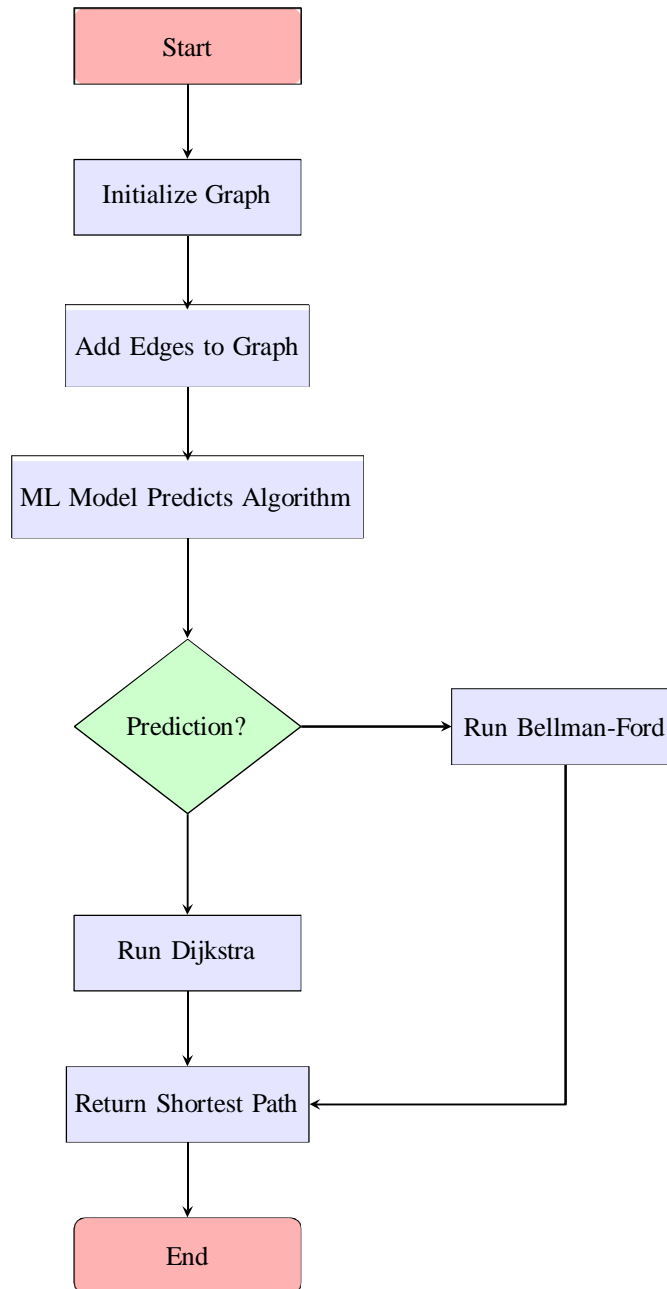 Start
Initialize Graph
Add Edges to Graph
ML Model Predicts Algorithm
Prediction?
Run Bellman-Ford
Run Dijkstra
Return Shortest Path
End